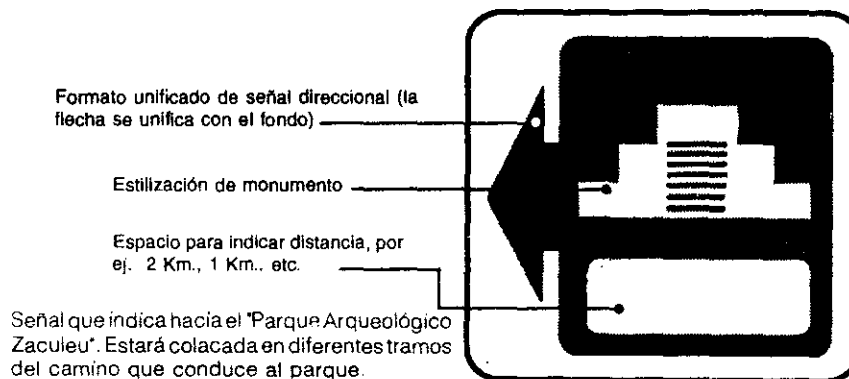 Formato unificado de señal direccional (la
flecha se unifica con el fondo)
Estilización de monumento
Espacio para indicar distancia, por
ej. 2 Km., 1 Km.. etc.
Señal que indica hacia el "Parque Arqueológico
Zaculeu". Estará colacada en diferentes tramos
del camino que conduce al parque.